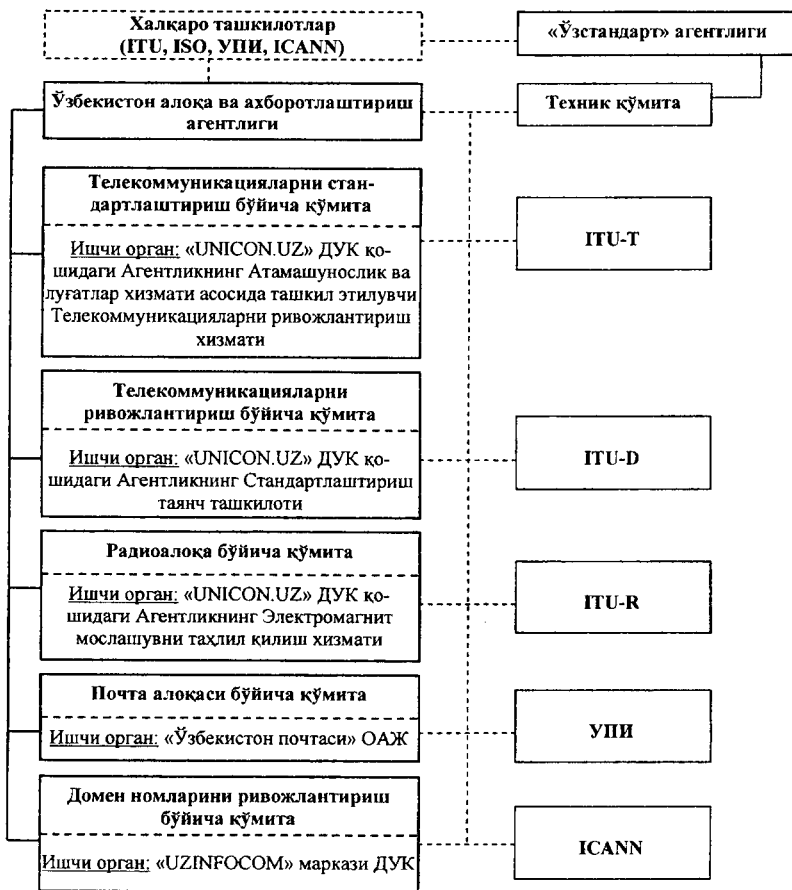 Халқаро ташкилотлар
(ITU, ISO, УПИ, ICANN)
«Ўзстандарт» агентлиги
Ўзбекистон алоқа ва ахборотлаштириш
агентлиги
Техник қўмита
Телекоммуникацияларни стан-
дартлаштириш бўйича қўмита
Ишчи орган: «UNICON.UZ» ДУК қо-
шидаги Агентликнинг Атамашунослик ва
луғатлар хизмати асосида ташкил этилувчи
Телекоммуникацияларни ривожлантириш
хизмати
ITU-T
Телекоммуникацияларни
ривожлантириш бўйича қўмита
Ишчи орган: «UNICON.UZ» ДУК қо-
шидаги Агентликнинг Стандартлаштириш
таянч ташкилоти
ITU-D
Радиоалоқа бўйича қўмита
Ишчи орган: «UNICON.UZ» ДУК қо-
шидаги Агентликнинг Электромагнит
мослашувни таҳлил қилиш хизмати
ITU-R
Почта алоқаси бўйича қўмита
Ишчи орган: «Ўзбекистон почтаси» ОАЖ
УПИ
Домен номларини ривожлантириш
бўйича қўмита
Ишчи орган: «UZINFOCOM» маркази ДУК
ICANN